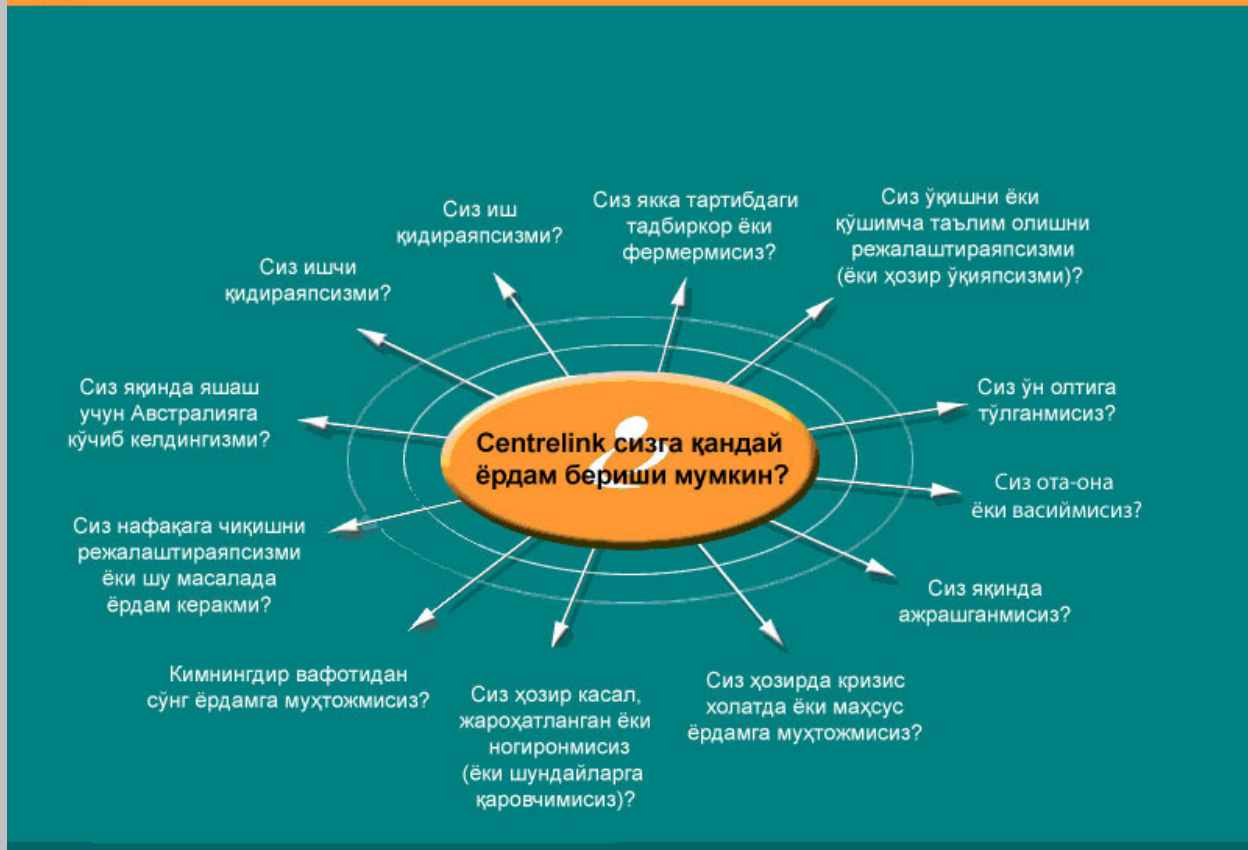 Сиз иш
қидираяпсизми?
Сиз якка тартибдаги
тадбиркор ёки
фермермисиз?
Сиз ўқишни ёки
қўшимча таълим олишни
режалаштираяпсизми
(ёки ҳозир ўқияпсизми)?
Сиз ишчи
қидираяпсизми?
Сиз яқинда яшаш
учун Австралияга
кўчиб келдингизми?
Сиз ўн олтига
тўлганмисиз?
Centrelink сизга қандай
ёрдам бериши мумкин?
Сиз ота-она
ёки васиймисиз?
Сиз нафақага чиқишни
режалаштираяпсизми
ёки шу масалада
ёрдам керакми?
Сиз яқинда
ажрашганмисиз?
Кимнингдир вафотидан
сўнг ёрдамга муҳтожмисиз?
Сиз ҳозир касал,
жароҳатланган ёки
ногиронмисиз
(ёки шундайларга
қаровчимисиз)?
Сиз ҳозирда кризис
холатда ёки маҳсус
ёрдамга муҳтожмисиз?